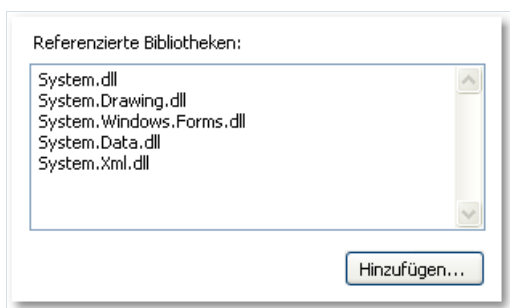 Referenzierte Bibliotheken:
System.dll
System.Drawing.dll
System.Windows.Forms.dll
System.Data.dll
System.Xml.dll
Hinzufügen...